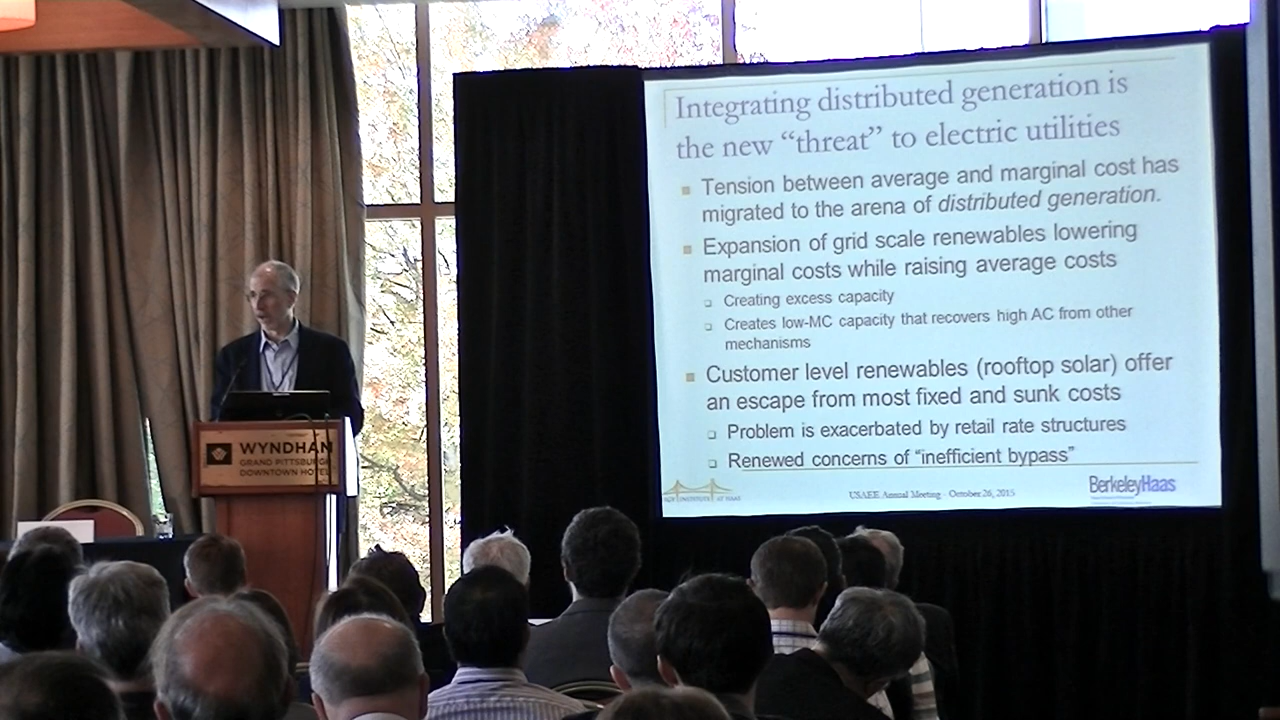 Integrating distributed generation is
the new “threat” to electric utilities
Tension between average and marginal cost has
migrated to the arena of distributed generation.
Expansion of grid scale renewables lowering
marginal costs while raising average costs
Creating excess capacity
Creates low-MC capacity that recovers high AC from other
mechanisms
Customer level renewables (rooftop solar) offer
an escape from most fixed and sunk costs
Problem is exacerbated by retail rate structures
Renewed concerns of “inefficient bypass”
INSTITUTE AT HAAS
USAEE Annual Meeting - October 26, 2015
BerkeleyHaas
WYNDHAM
GRAND PITTSBURGH
DOWNTOWN HOTEL